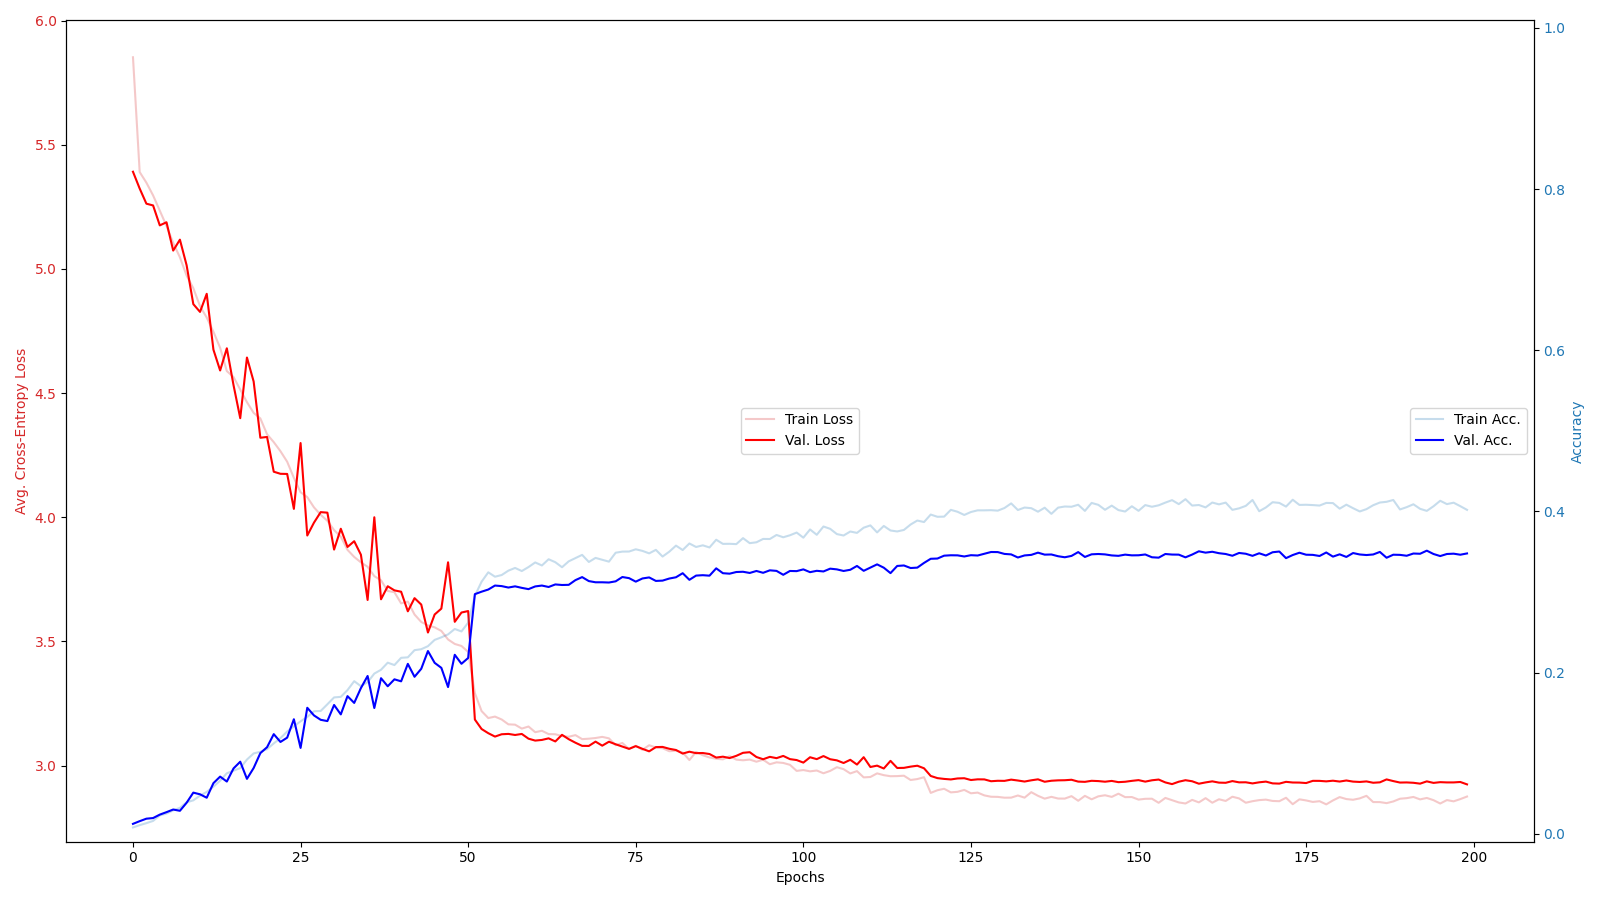 6.0
5.5
5.0
4.5
4.0
3.5
3.0
Avg. Cross-Entropy Loss
Train Loss
Val. Loss
Train Acc.
Val. Acc.
1.0
0.8
0.6
0.4
0.2
0.0
Accuracy
0 25 50 75 100 125 150 175 200
Epochs